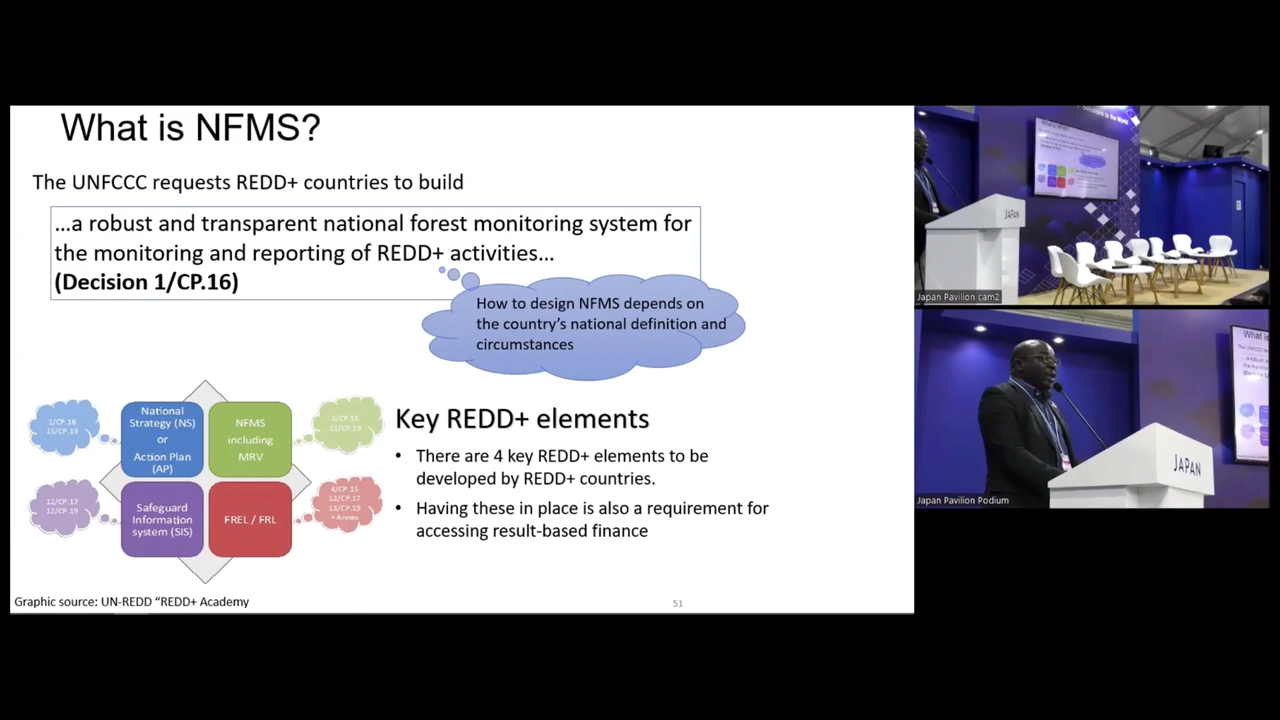 What is NFMS?
The UNFCCC requests REDD+ countries to build
...a robust and transparent national forest monitoring system for
the monitoring and reporting of REDD+ activities...
(Decision 1/CP.16)
How to design NFMS depends on
the country's national definition and
circumstances
1/CP.16
15/CP.19
National
Strategy (NS)
or
Action Plan
(AP)
NFMS
including
MRV
4/CP.15
11/CP.19
12/CP.17
12/CP.19
Safeguard
Information
system (SIS)
FREL / FRL
4/CP.15
12/CP.17
13/CP.19
+ Annex
Key REDD+ elements
• There are 4 key REDD+ elements to be
developed by REDD+ countries.
• Having these in place is also a requirement for
accessing result-based finance
Graphic source: UN-REDD “REDD+ Academy
51
JAPAN
Japan Pavilion cam2
What is
JAPAN
Japan Pavilion Podium